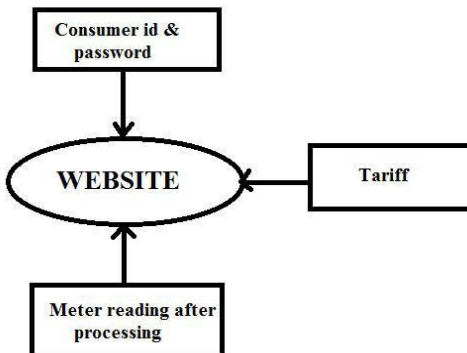 Consumer id &
password
WEBSITE
Tariff
Meter reading after
processing